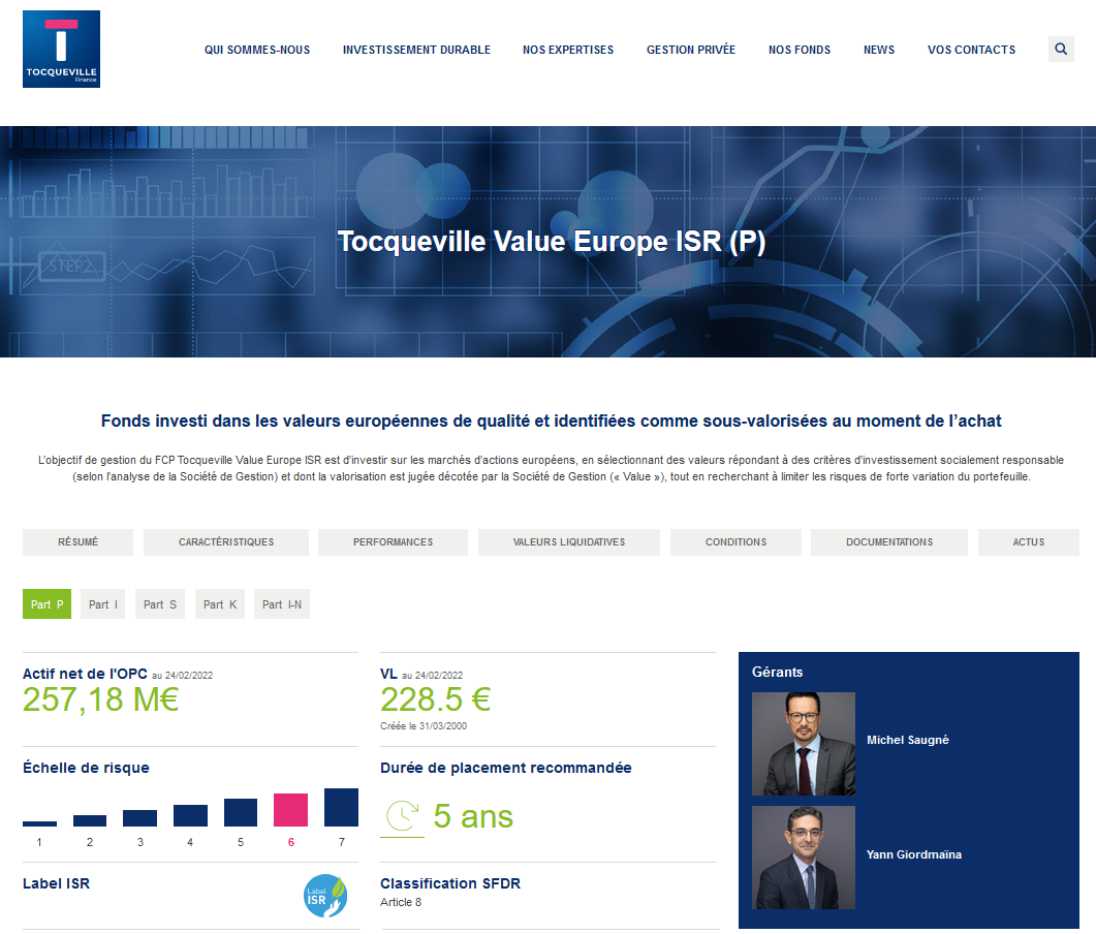 TOCQUEVILLE
Finance
QUI SOMMES-NOUS
INVESTISSEMENT DURABLE
NOS EXPERTISES
GESTION PRIVÉE
NOS FONDS
NEWS
VOS CONTACTS
STEP2
Tocqueville Value Europe ISR (P)
Fonds investi dans les valeurs européennes de qualité et identifiées comme sous-valorisées au moment de l'achat
L'objectif de gestion du FCP Tocqueville Value Europe ISR est d'investir sur les marchés d'actions européens, en sélectionnant des valeurs répondant à des critères d'investissement socialement responsable
(selon l'analyse de la Société de Gestion) et dont la valorisation est jugée décotée par la Société de Gestion (« Value »), tout en recherchant à limiter les risques de forte variation du portefeuille.
RÉSUMÉ
CARACTÉRISTIQUES
PERFORMANCES
VALEURS LIQUIDATIVES
CONDITIONS
DOCUMENTATIONS
ACTUS
Part P
Part I
Part S
Part K
Part I-N
Actif net de l'OPC au 24/02/2022
257,18 M€
VL au 24/02/2022
228.5 €
Créée le 31/03/2000
Échelle de risque
1 2 3 4 5 6 7
Durée de placement recommandée
5 ans
Label ISR
Label
ISR
Classification SFDR
Article 8
Gérants
Michel Saugné
Yann Giordmaïna